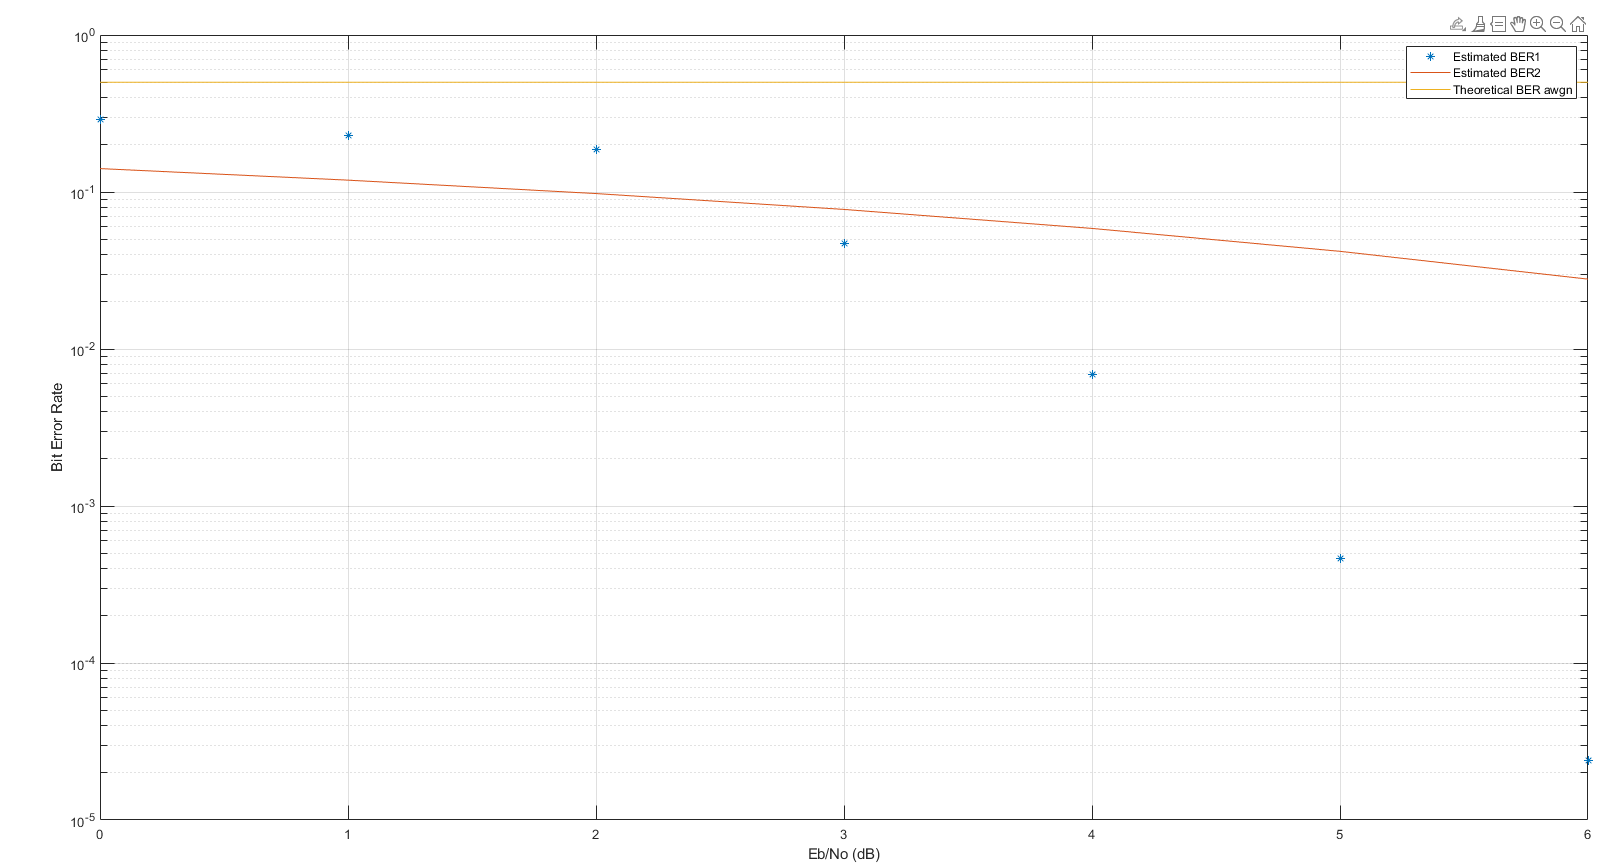 Estimated BER1
Estimated BER2
Theoretical BER awgn
10^0
10^-1
10^-2
10^-3
10^-4
10^-5
Bit Error Rate
0 1 2 3 4 5 6
Eb/No (dB)